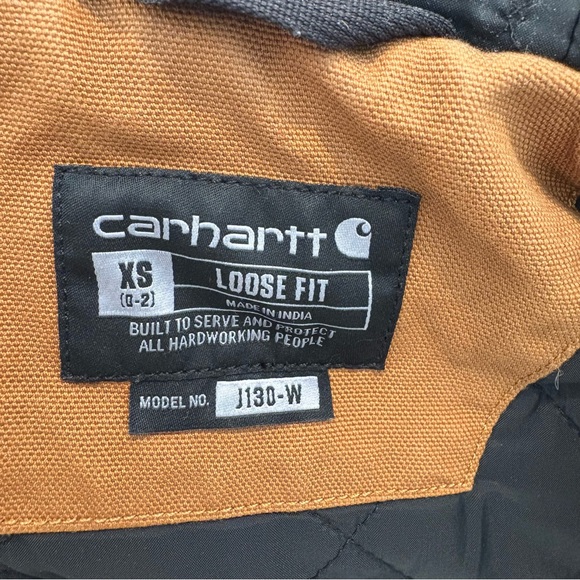 carhartt
XS LOOSE FIT
(0-2) MADE IN INDIA
BUILT TO SERVE AND PROTECT
ALL HARDWORKING PEOPLE
MODEL NO. J130-W